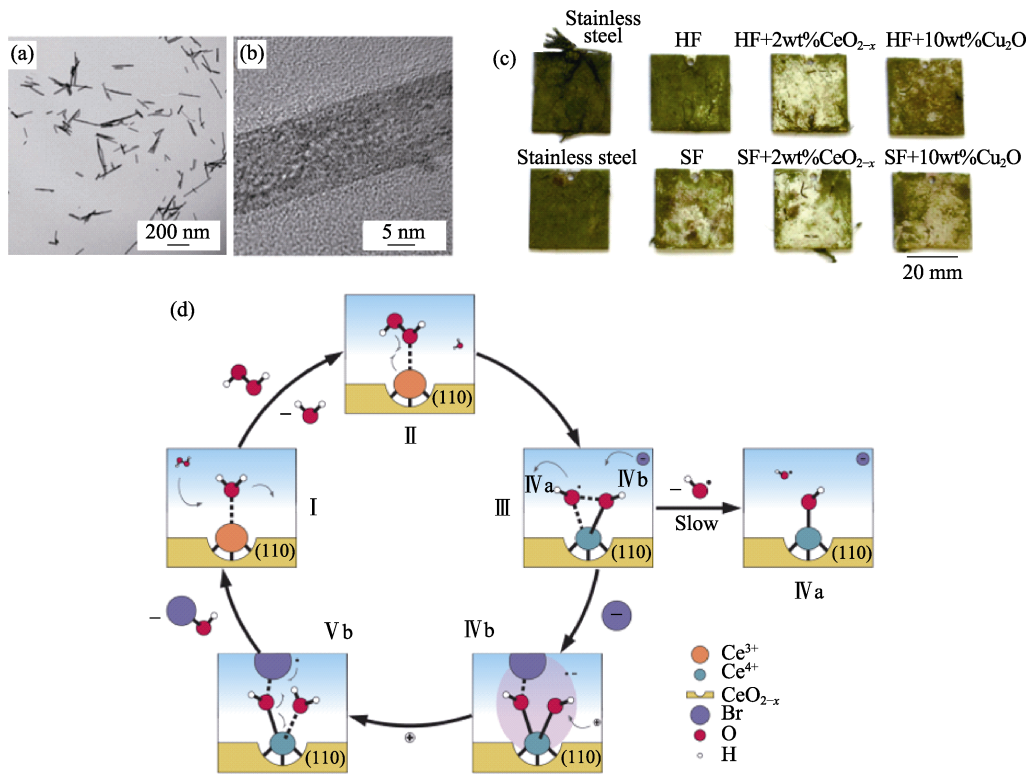 (a)
200 nm
(b)
5 nm
(c)
Stainless
steel
HF
HF+2wt%CeO₂₋ₓ
HF+10wt%Cu₂O
Stainless steel
SF
SF+2wt%CeO₂₋ₓ
SF+10wt%Cu₂O
20 mm
(d)
(110)
Ⅱ
−
(110)
Ⅰ
Ⅳa
Ⅳb
−
(110)
Ⅲ
−
Slow
−
(110)
Ⅳa
−
−
Ⅴb
(110)
Ⅳb
+
(110)
+
Ce³⁺
Ce⁴⁺
CeO₂₋ₓ
Br
O
H